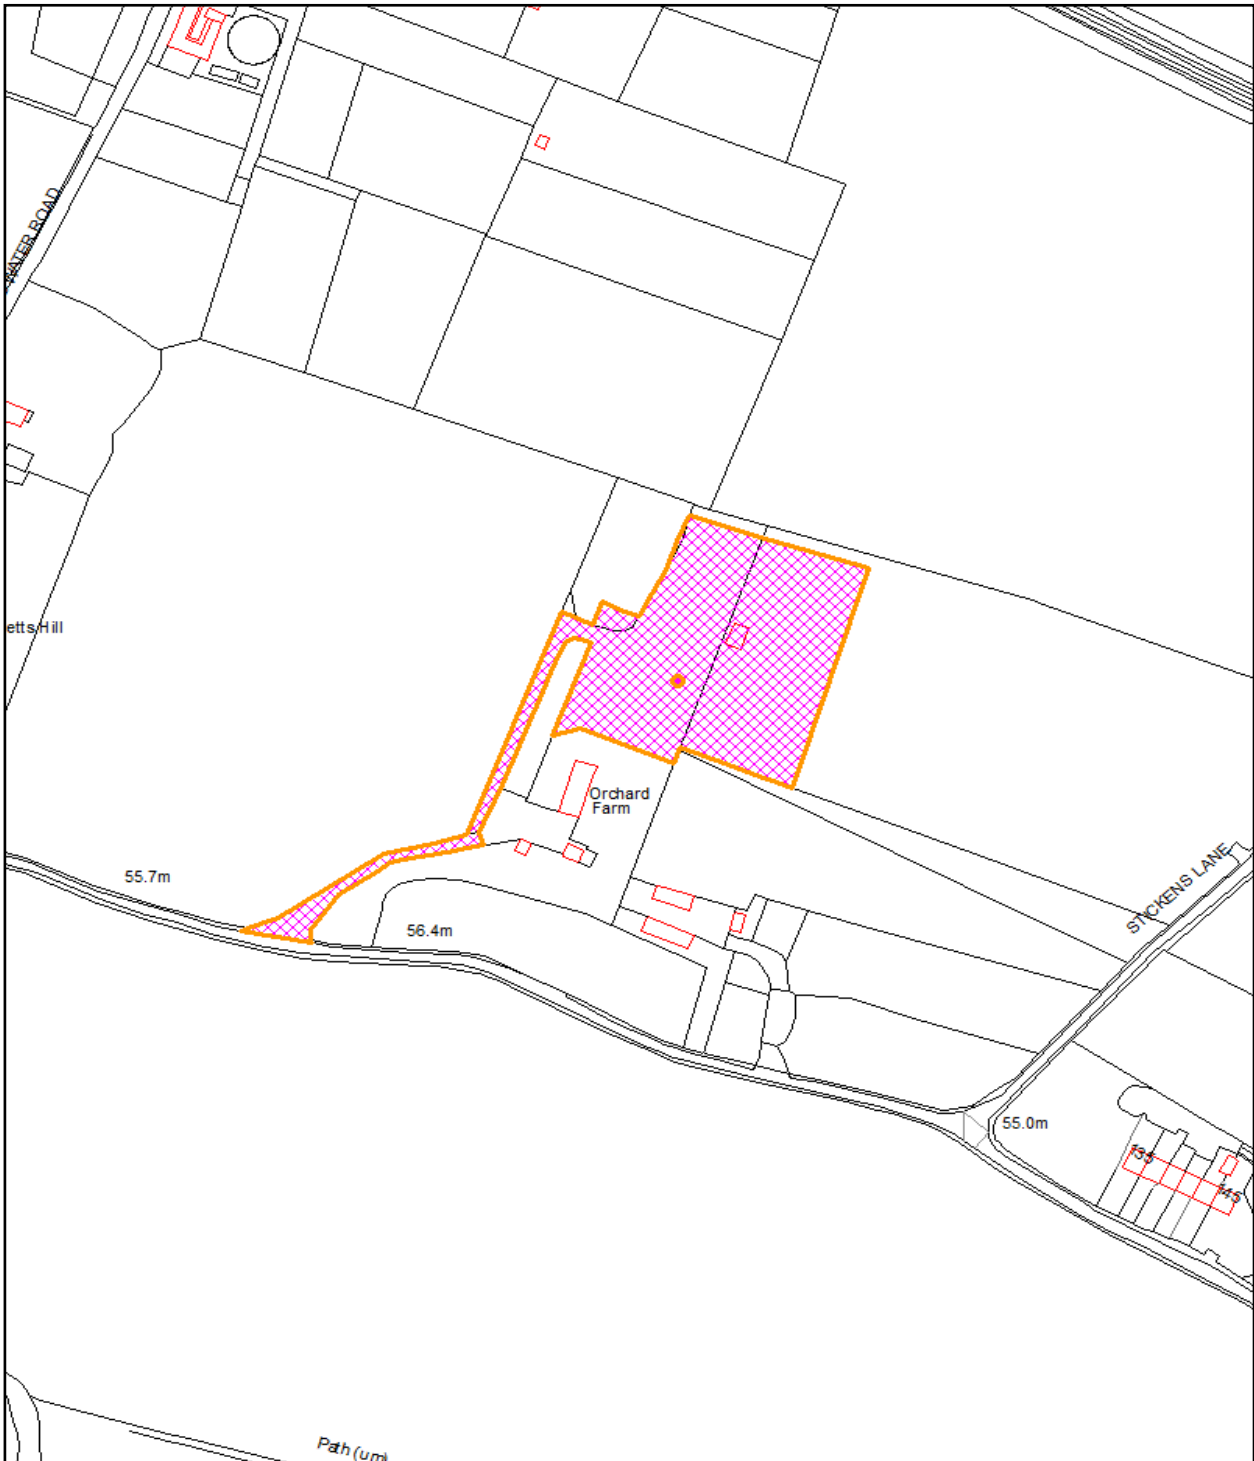 WATER ROAD
etts Hill
Orchard
Farm
55.7m
STICKENS LANE
56.4m
55.0m
135
145
Path (um)